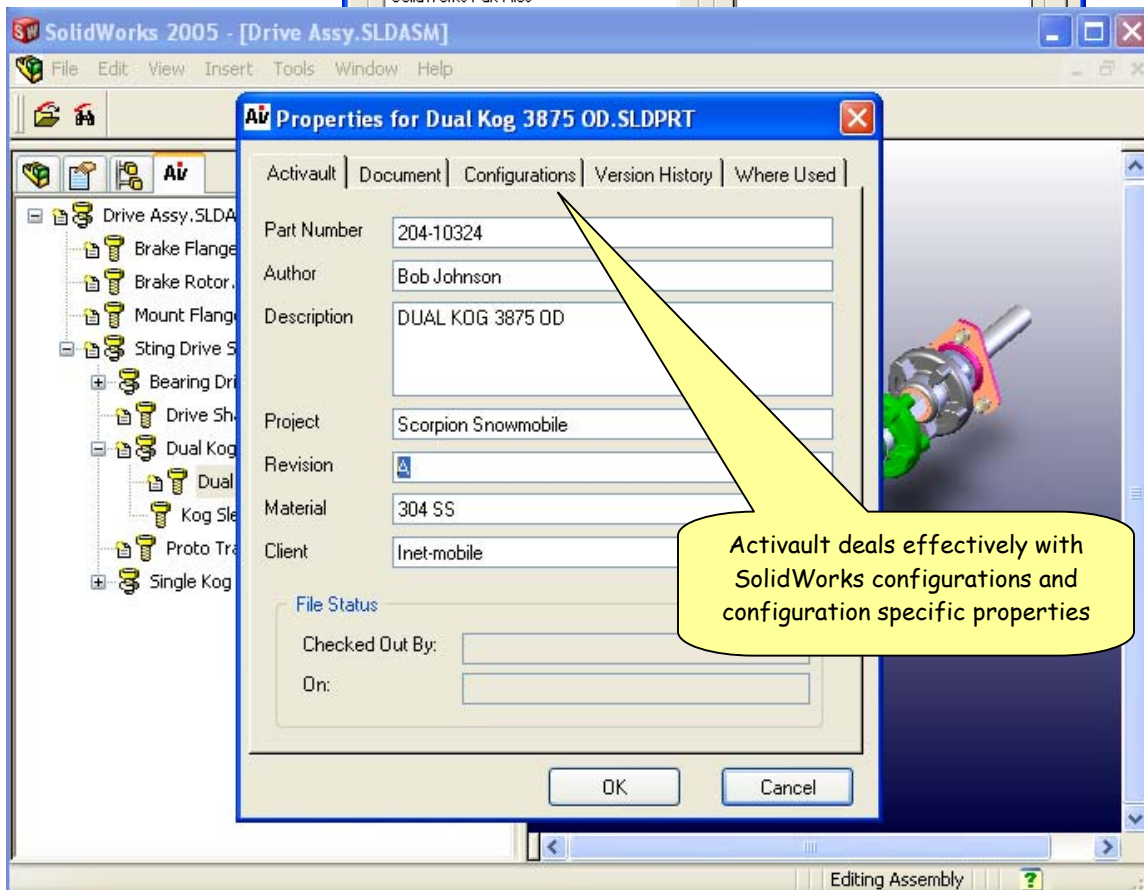 SolidWorks 2005 - [Drive Assy.SLDASM]
File Edit View Insert Tools Window Help
Properties for Dual Kog 3875 OD.SLDPRT
Activault Document Configurations Version History Where Used
Drive Assy.SLDA
Brake Flange
Brake Rotor.
Mount Flang
Sting Drive S
Bearing Dri
Drive Sh
Dual Kog
Dual
Kog Sle
Proto Tra
Single Kog
Part Number 204-10324
Author Bob Johnson
Description DUAL KOG 3875 OD
Project Scorpion Snowmobile
Revision A
Material 304 SS
Client Inet-mobile
File Status
Checked Out By:
On:
Activault deals effectively with
SolidWorks configurations and
configuration specific properties
OK Cancel
Editing Assembly